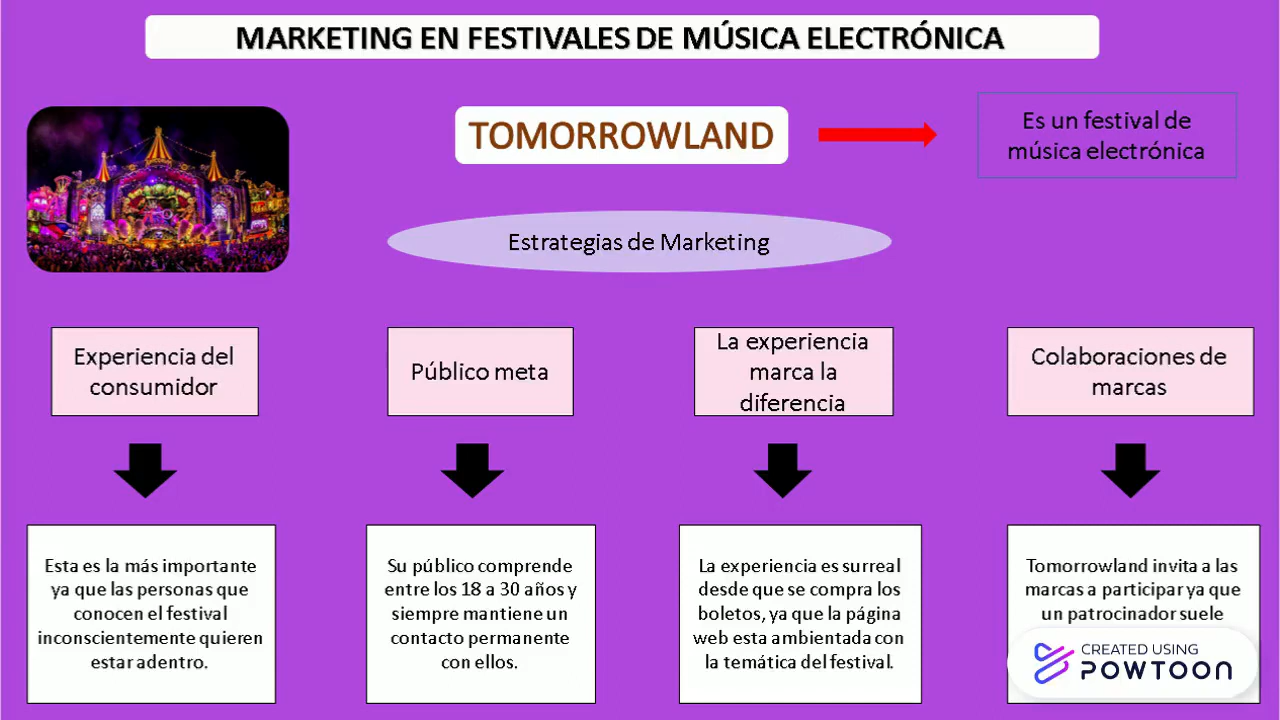 MARKETING EN FESTIVALES DE MÚSICA ELECTRÓNICA
TOMORROWLAND
Es un festival de
música electrónica
Estrategias de Marketing
Experiencia del
consumidor
Público meta
La experiencia
marca la
diferencia
Colaboraciones de
marcas
Esta es la más importante
ya que las personas que
conocen el festival
inconscientemente quieren
estar adentro.
Su público comprende
entre los 18 a 30 años y
siempre mantiene un
contacto permanente
con ellos.
La experiencia es surreal
desde que se compra los
boletos, ya que la página
web esta ambientada con
la temática del festival.
Tomorrowland invita a las
marcas a participar ya que
un patrocinador suele
CREATED USING
POWTOON